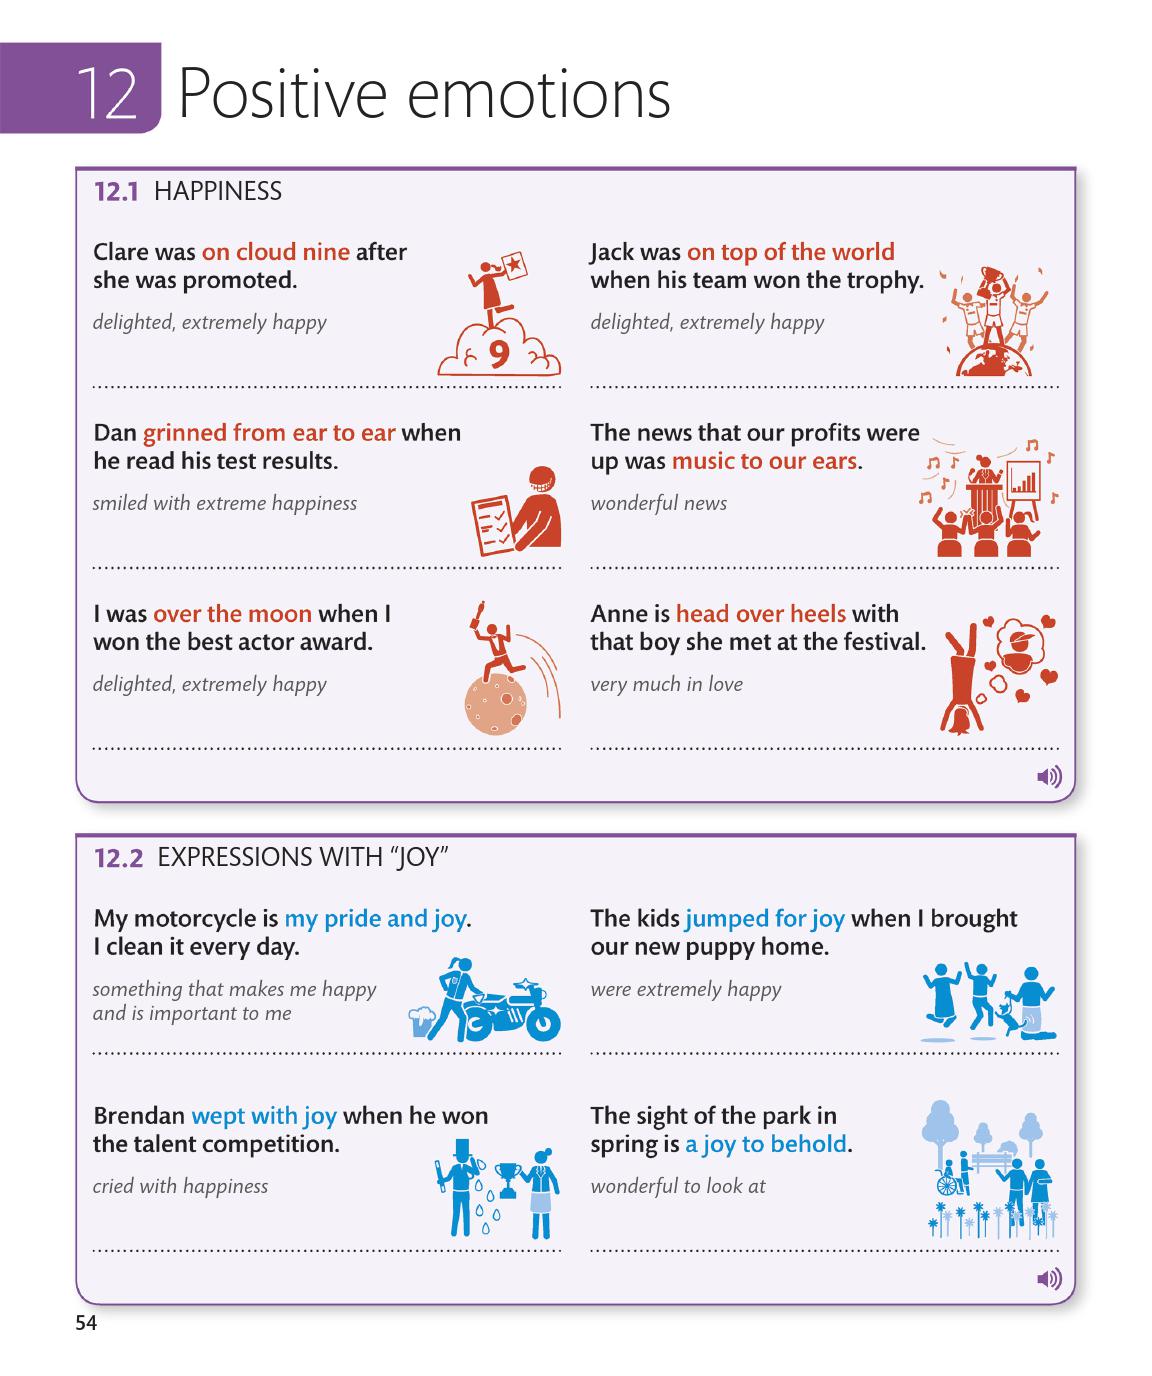 12 Positive emotions
12.1 HAPPINESS
Clare was on cloud nine after
she was promoted.
delighted, extremely happy
9
Jack was on top of the world
when his team won the trophy.
delighted, extremely happy
Dan grinned from ear to ear when
he read his test results.
smiled with extreme happiness
The news that our profits were
up was music to our ears.
wonderful news
I was over the moon when I
won the best actor award.
delighted, extremely happy
Anne is head over heels with
that boy she met at the festival.
very much in love
12.2 EXPRESSIONS WITH “JOY”
My motorcycle is my pride and joy.
I clean it every day.
something that makes me happy
and is important to me
The kids jumped for joy when I brought
our new puppy home.
were extremely happy
Brendan wept with joy when he won
the talent competition.
cried with happiness
The sight of the park in
spring is a joy to behold.
wonderful to look at
54